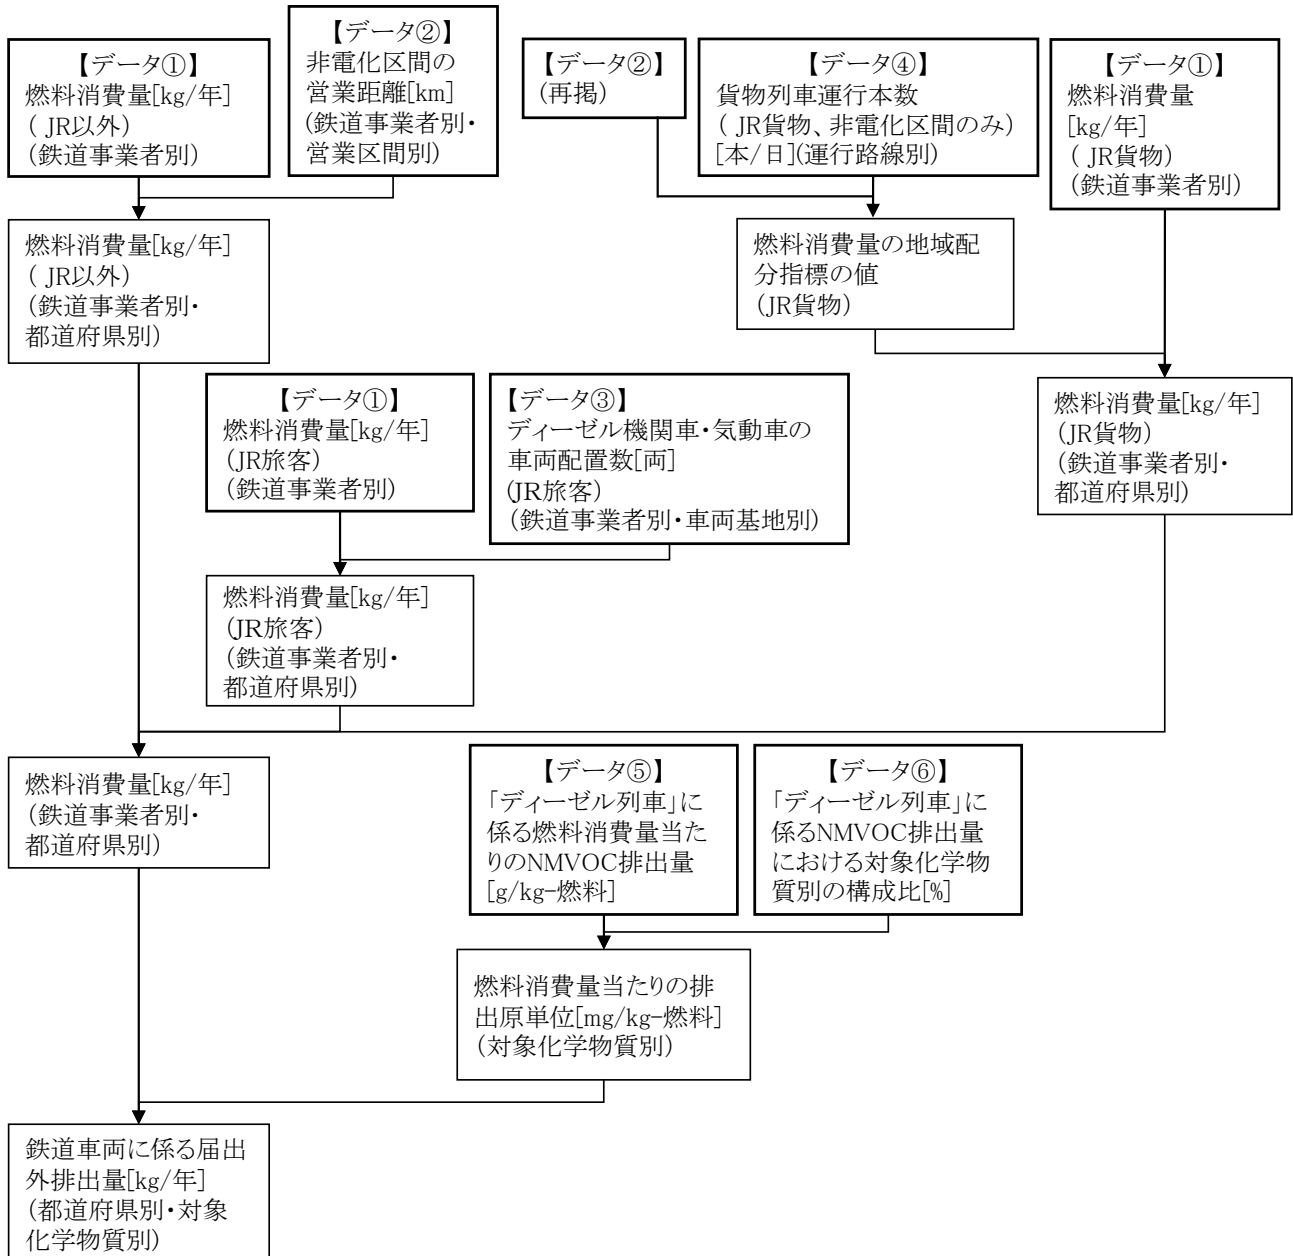 【データ①】
燃料消費量[kg/年]
( JR以外)
(鉄道事業者別)
【データ②】
非電化区間の
営業距離[km]
(鉄道事業者別・
営業区間別)
【データ②】
(再掲)
【データ④】
貨物列車運行本数
( JR貨物、非電化区間のみ)
[本/日](運行路線別)
【データ①】
燃料消費量
[kg/年]
( JR貨物)
(鉄道事業者別)
燃料消費量[kg/年]
( JR以外)
(鉄道事業者別・
都道府県別)
燃料消費量の地域配
分指標の値
(JR貨物)
【データ①】
燃料消費量[kg/年]
(JR旅客)
(鉄道事業者別)
【データ③】
ディーゼル機関車・気動車の
車両配置数[両]
(JR旅客)
(鉄道事業者別・車両基地別)
燃料消費量[kg/年]
(JR貨物)
(鉄道事業者別・
都道府県別)
燃料消費量[kg/年]
(JR旅客)
(鉄道事業者別・
都道府県別)
燃料消費量[kg/年]
(鉄道事業者別・
都道府県別)
【データ⑤】
「ディーゼル列車」に
係る燃料消費量当た
りのNMVOC排出量
[g/kg-燃料]
【データ⑥】
「ディーゼル列車」に
係るNMVOC排出量
における対象化学物
質別の構成比[%]
燃料消費量当たりの排
出原単位[mg/kg-燃料]
(対象化学物質別)
鉄道車両に係る届出
外排出量[kg/年]
(都道府県別・対象
化学物質別)